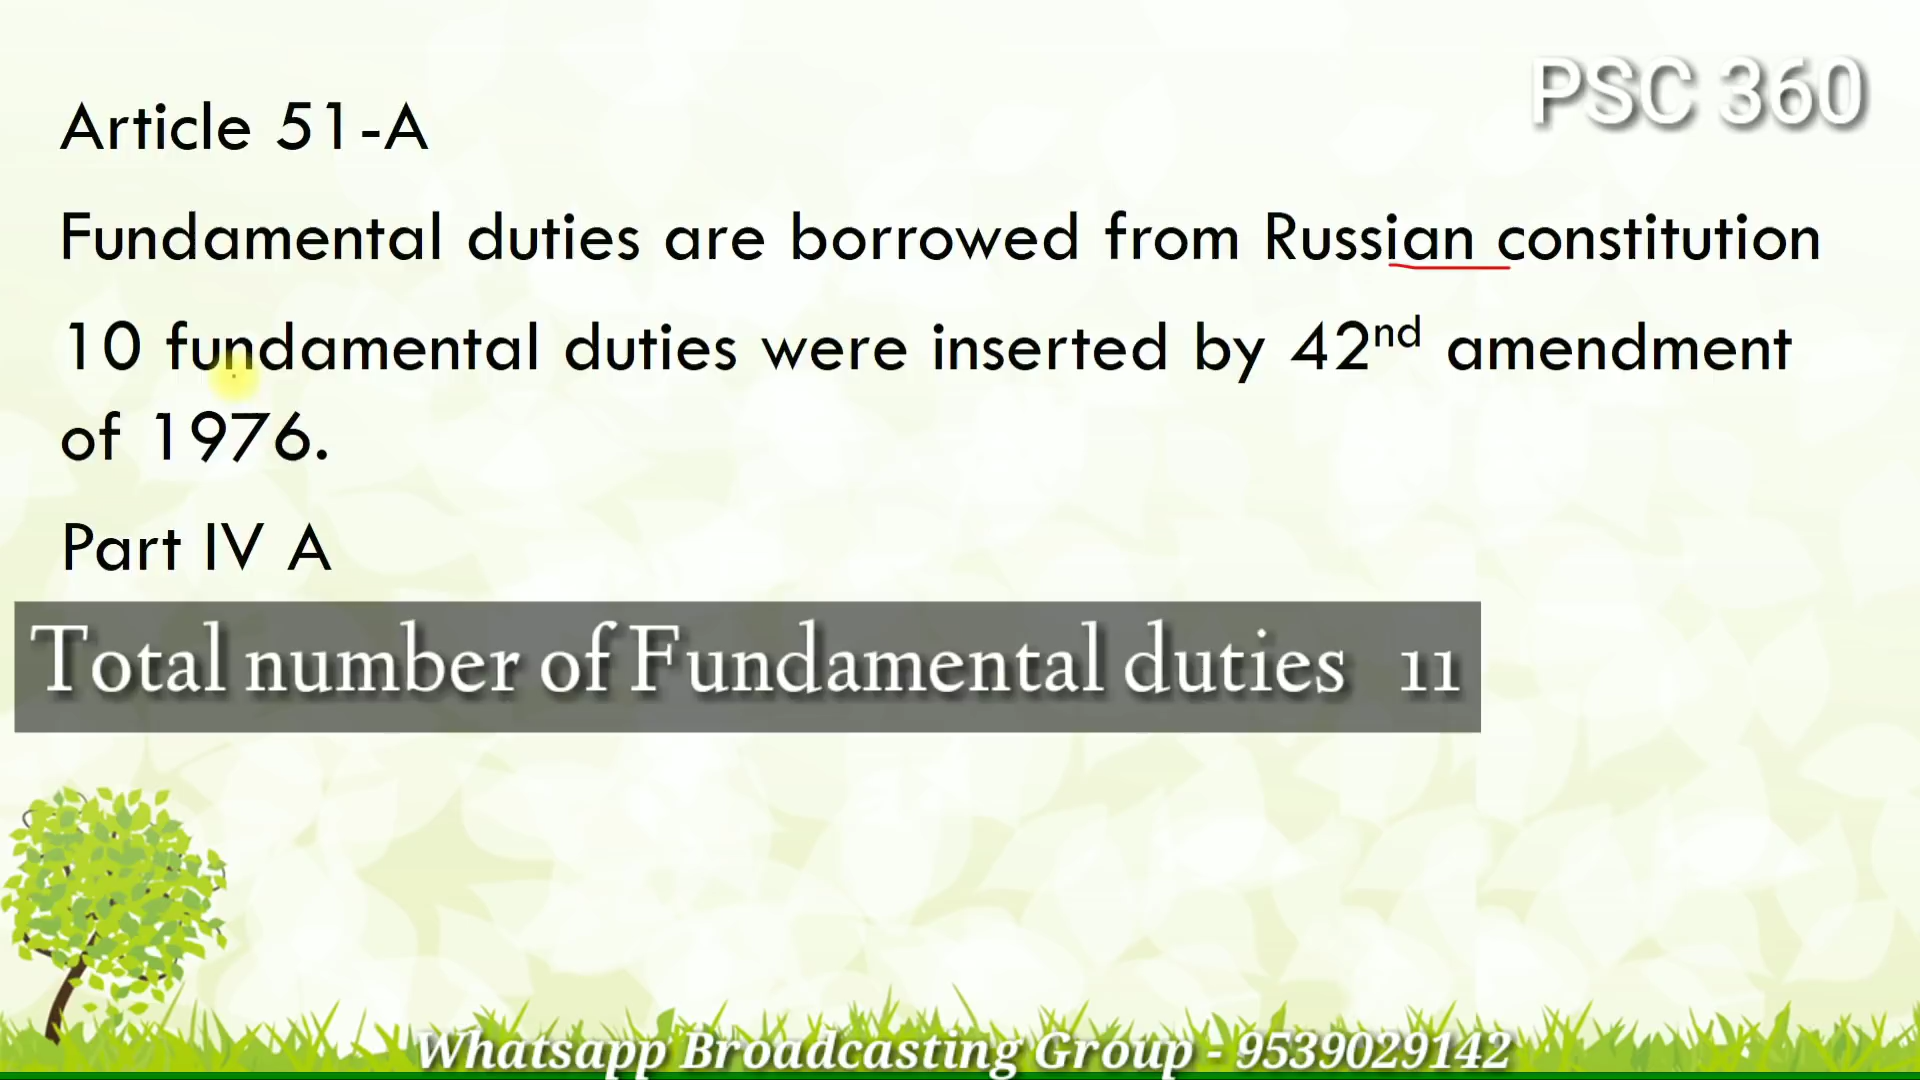 PSC 360
Article 51-A
Fundamental duties are borrowed from Russian constitution
10 fundamental duties were inserted by 42nd amendment
of 1976.
Part IV A
Total number of Fundamental duties 11
Whatsapp Broadcasting Group - 9539029142